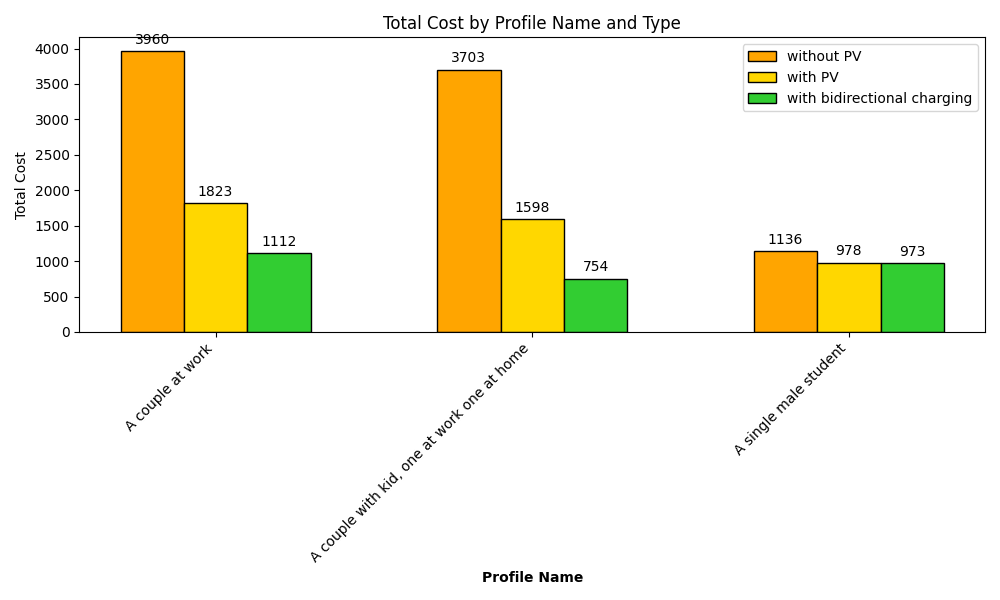 Total Cost by Profile Name and Type
without PV
with PV
with bidirectional charging
Total Cost
4000
3500
3000
2500
2000
1500
1000
500
0
3960
1823
1112
3703
1598
754
1136
978
973
A couple at work
A couple with kid, one at work one at home
A single male student
Profile Name